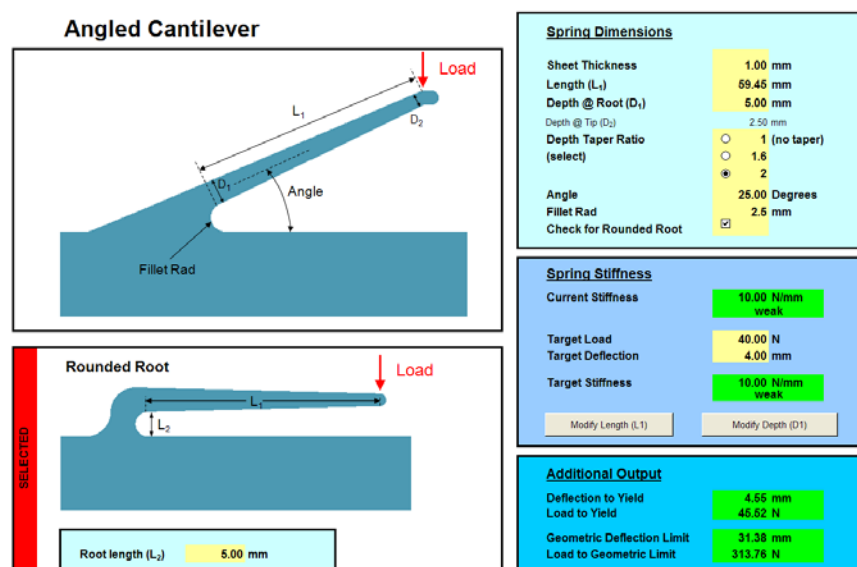 Angled Cantilever
Load
L₁
D₂
D₁
Angle
Fillet Rad
Rounded Root
Load
L₁
L₂
SELECTED
Root length (L₂) 5.00 mm
Spring Dimensions
Sheet Thickness 1.00 mm
Length (L₁) 59.45 mm
Depth @ Root (D₁) 5.00 mm
Depth @ Tip (D₂) 2.50 mm
Depth Taper Ratio 1 (no taper)
(select) 1.6
2
Angle 25.00 Degrees
Fillet Rad 2.5 mm
Check for Rounded Root
Spring Stiffness
Current Stiffness 10.00 N/mm
weak
Target Load 40.00 N
Target Deflection 4.00 mm
Target Stiffness 10.00 N/mm
weak
Modify Length (L1) Modify Depth (D1)
Additional Output
Deflection to Yield 4.55 mm
Load to Yield 45.52 N
Geometric Deflection Limit 31.38 mm
Load to Geometric Limit 313.76 N